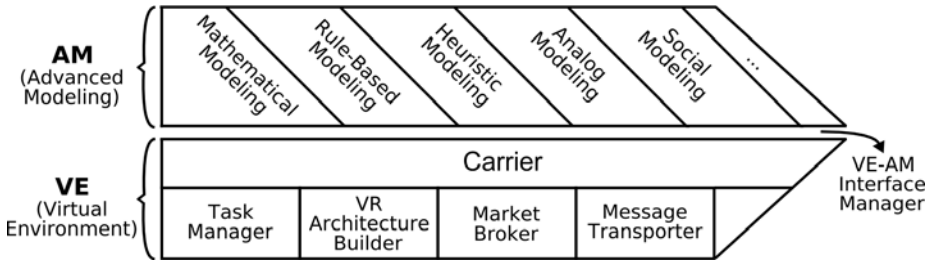 AM
(Advanced
Modeling)
Mathematical
Modeling
Rule-Based
Modeling
Heuristic
Modeling
Analog
Modeling
Social
Modeling
...
VE
(Virtual
Environment)
Carrier
Task
Manager
VR
Architecture
Builder
Market
Broker
Message
Transporter
VE-AM
Interface
Manager